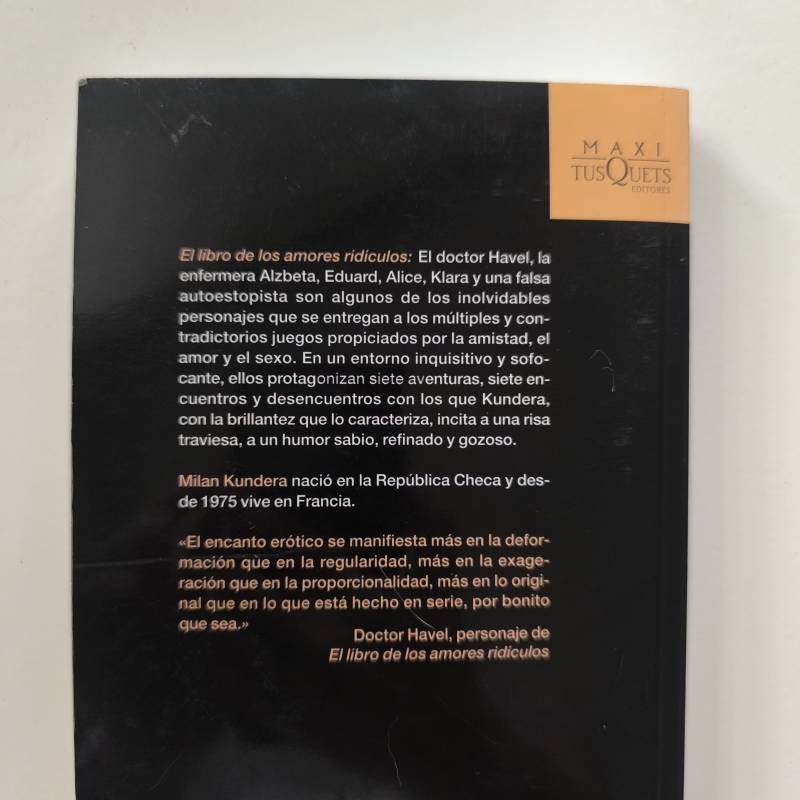 MAXI
TUSQUETS
EDITORES
El libro de los amores ridículos: El doctor Havel, la
enfermera Alzbeta, Eduard, Alice, Klara y una falsa
autoestopista son algunos de los inolvidables
personajes que se entregan a los múltiples y con-
tradictorios juegos propiciados por la amistad, el
amor y el sexo. En un entorno inquisitivo y sofo-
cante, ellos protagonizan siete aventuras, siete en-
cuentros y desencuentros con los que Kundera,
con la brillantez que lo caracteriza, incita a una risa
traviesa, a un humor sabio, refinado y gozoso.
Milan Kundera nació en la República Checa y des-
de 1975 vive en Francia.
«El encanto erótico se manifiesta más en la defor-
mación que en la regularidad, más en la exage-
ración que en la proporcionalidad, más en lo origi-
nal que en lo que está hecho en serie, por bonito
que sea.»
Doctor Havel, personaje de
El libro de los amores ridículos